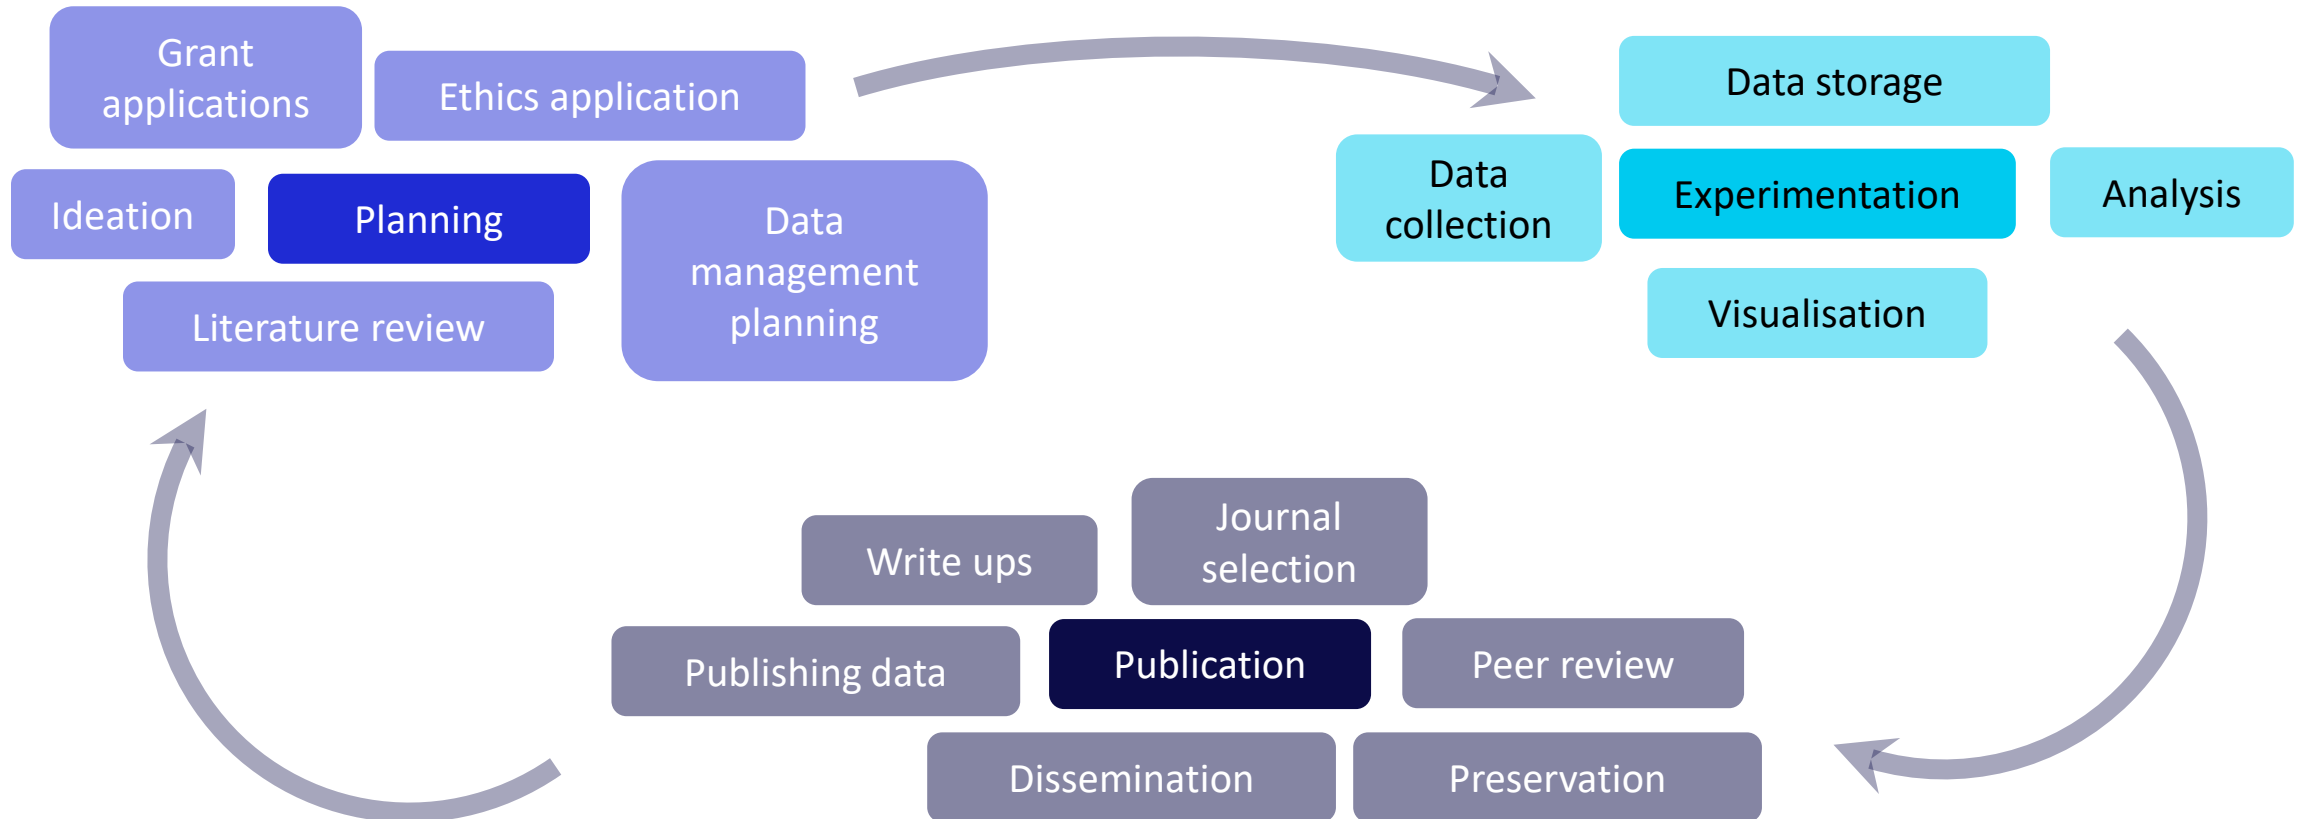 Grant
applications
Ethics application
Ideation
Planning
Data
management
planning
Literature review
Data storage
Data
collection
Experimentation
Analysis
Visualisation
Write ups
Journal
selection
Publishing data
Publication
Peer review
Dissemination
Preservation